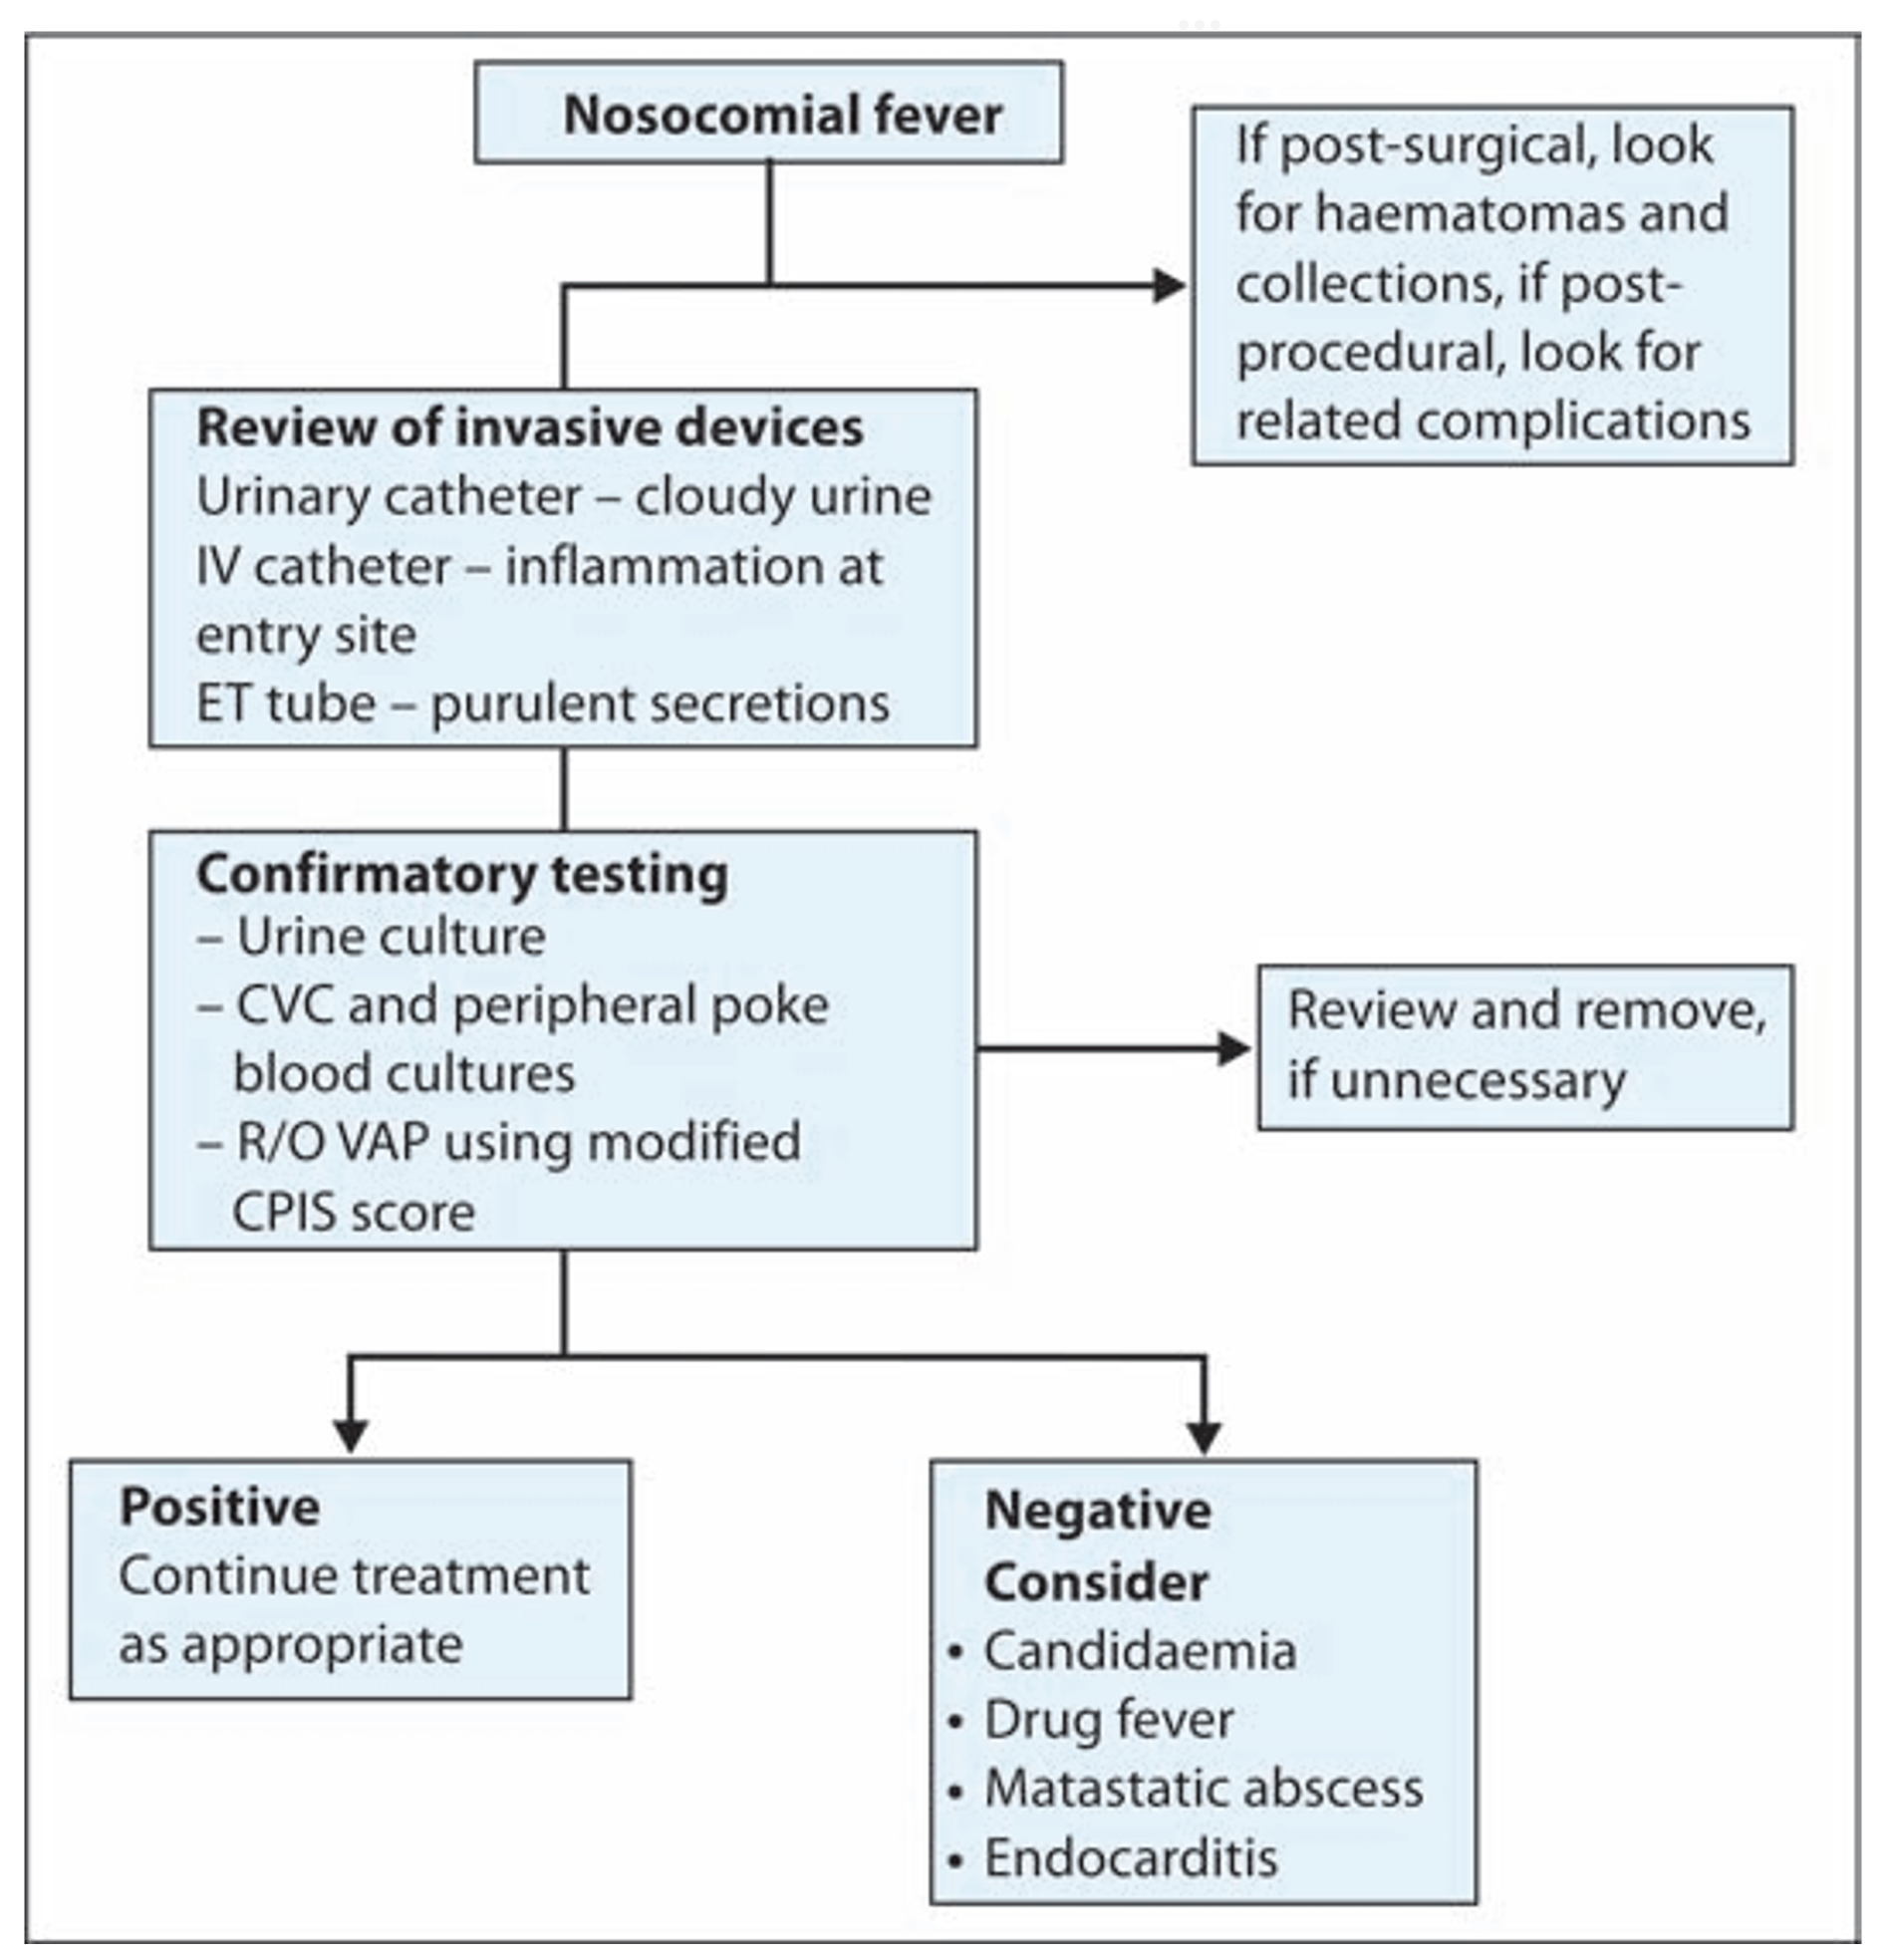 Nosocomial fever
If post-surgical, look
for haematomas and
collections, if post-
procedural, look for
related complications
Review of invasive devices
Urinary catheter – cloudy urine
IV catheter – inflammation at
entry site
ET tube – purulent secretions
Confirmatory testing
– Urine culture
– CVC and peripheral poke
blood cultures
– R/O VAP using modified
CPIS score
Review and remove,
if unnecessary
Positive
Continue treatment
as appropriate
Negative
Consider
• Candidaemia
• Drug fever
• Matastatic abscess
• Endocarditis